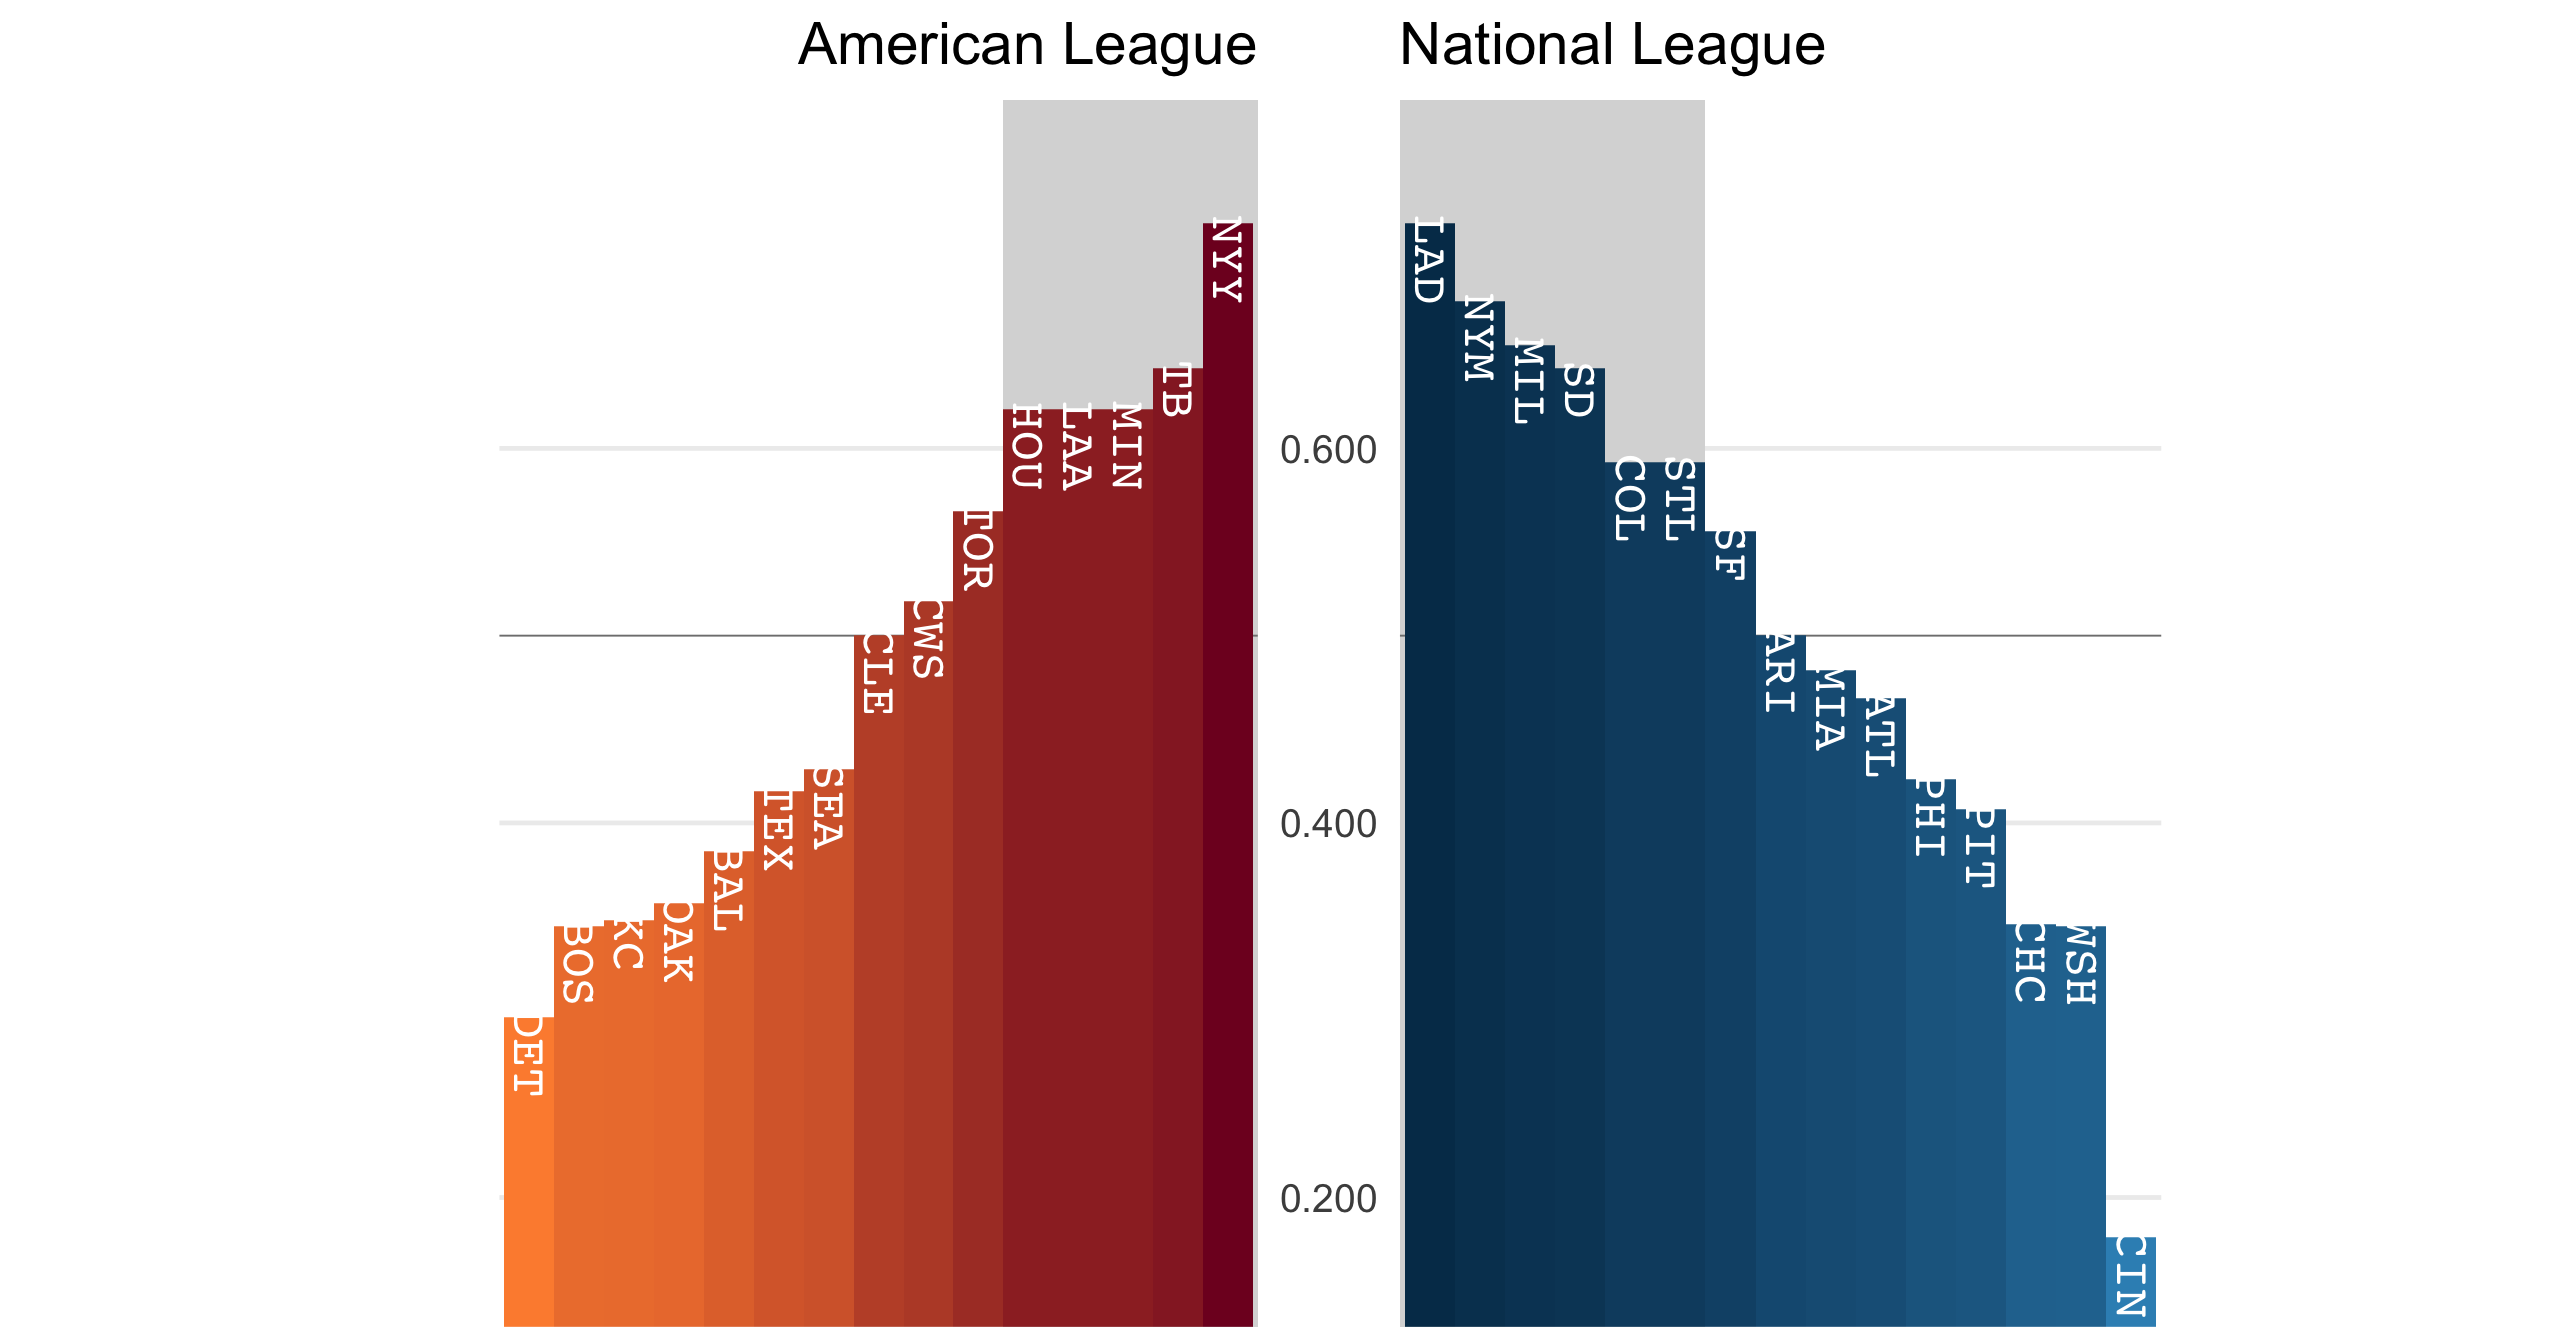 American League
National League
NYY
TB
HOU
LAA
MIN
TOR
CWS
CLE
SEA
TEX
BAL
OAK
KC
BOS
DET
0.600
0.400
0.200
LAD
NYM
MIL
SD
COL
STL
SF
ARI
MIA
ATL
PHI
PIT
CHC
WSH
CIN